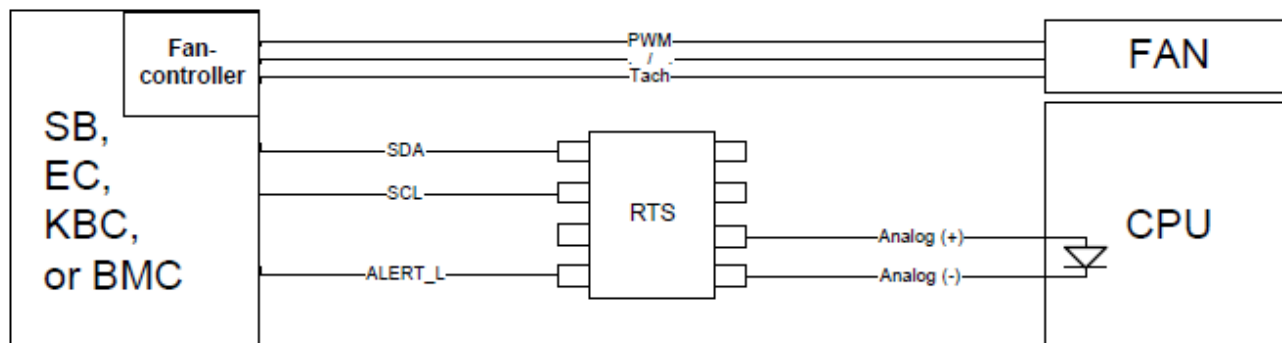 Fan-
controller
PWM
. / .
Tach
FAN
SB,
EC,
KBC,
or BMC
SDA
SCL
ALERT_L
RTS
Analog (+)
Analog (-)
CPU